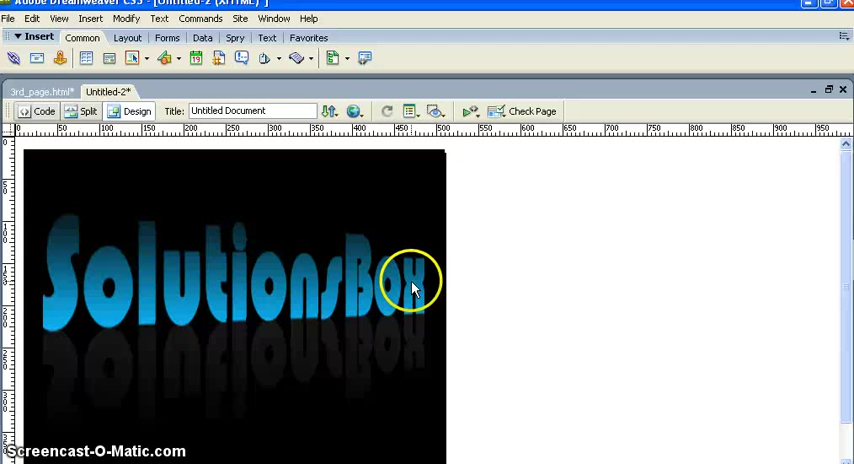 Adobe Dreamweaver CS3 - [Untitled-2 (XHTML)*]
File Edit View Insert Modify Text Commands Site Window Help
Insert Common Layout Forms Data Spry Text Favorites
3rd_page.html* Untitled-2*
Code Split Design Title: Untitled Document Check Page
0 50 100 150 200 250 300 350 400 450 500 550 600 650 700 750 800 850 900 950
SolutionsBox
Screencast-O-Matic.com